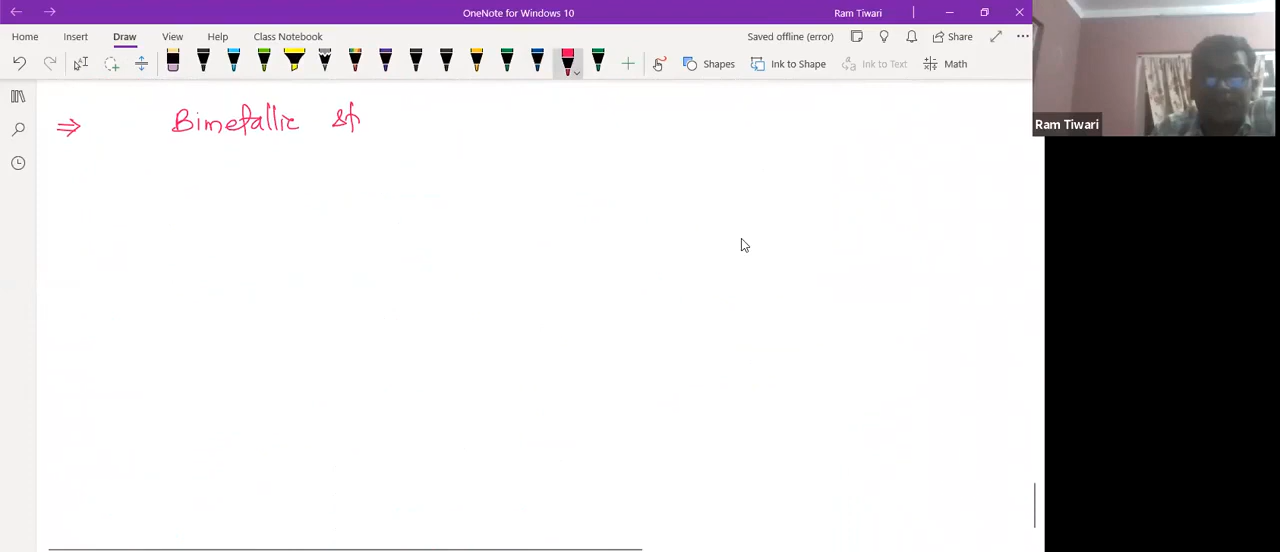 OneNote for Windows 10
Ram Tiwari
Home Insert Draw View Help Class Notebook
Saved offline (error) Share
Shapes Ink to Shape Ink to Text Math
Ram Tiwari
⇒ Bimetallic st